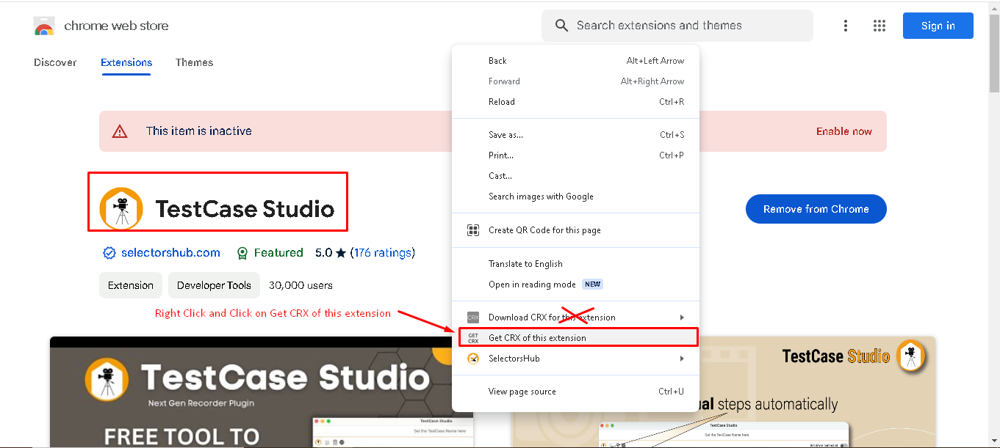 chrome web store
Search extensions and themes
Sign in
Discover
Extensions
Themes
This item is inactive
Enable now
TestCase Studio
Remove from Chrome
selectorshub.com
Featured
5.0 ★ (176 ratings)
Extension
Developer Tools
30,000 users
Right Click and Click on Get CRX of this extension
Back Alt+Left Arrow
Forward Alt+Right Arrow
Reload Ctrl+R
Save as... Ctrl+S
Print... Ctrl+P
Cast...
Search images with Google
Create QR Code for this page
Translate to English
Open in reading mode NEW
CRX Download CRX for this extension
GET
CRX
Get CRX of this extension
SelectorsHub
View page source Ctrl+U
TestCase Studio
Next Gen Recorder Plugin
FREE TOOL TO
TestCase Studio
Set the TestCase Name here
TestCase Studio
steps automatically
TestCase Studio
Set the TestCase Name here